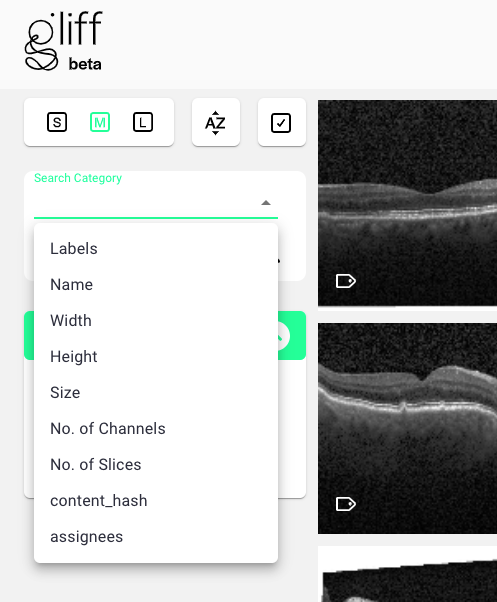 gliff
beta
S M L AZ
Search Category
Labels
Name
Width
Height
Size
No. of Channels
No. of Slices
content_hash
assignees